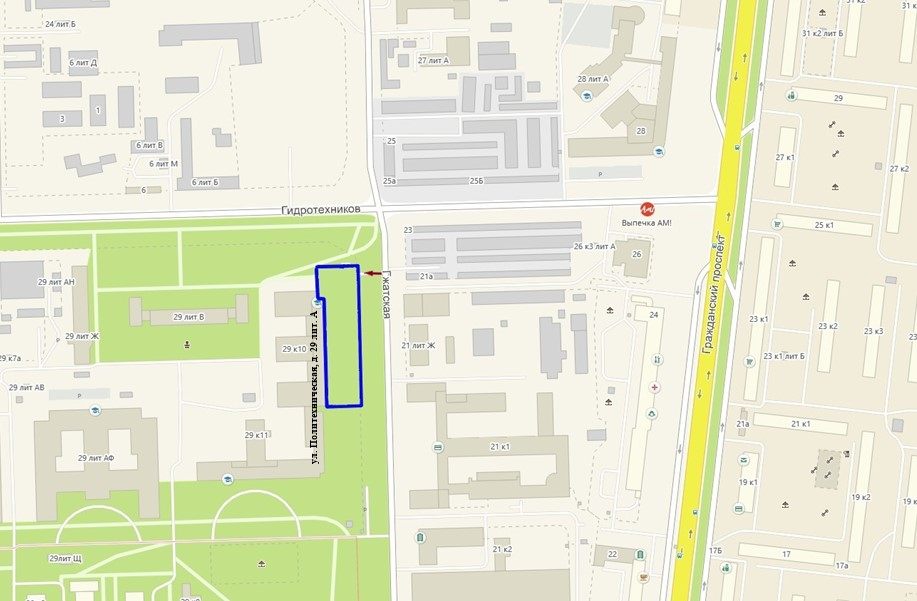 24 лит Б
6 лит Д
3
1
6 лит В
6 лит М
6 лит Б
6
27 лит А
25
25а
25Б
28 лит А
28
Р
31 к2
31 к2 лит Б
29
27 к1
27 к2
Гидротехников
Выпечка АМ!
25 к1
23
26 к3 лит А
26
21а
Гжатская
29 лит АН
29 лит В
29 лит Ж
29 к7а
29 к10
ул. Политехническая, д. 29 лит. А
21 лит Ж
24
Гражданский проспект
23 к1
23 к2
23 к3
23 к1 лит Б
29 лит АВ
Р
29 к11
29 лит АФ
21 к1
21а
21 к1
19 к1
19 к2
Р
21 к2
22
17Б
17
17а
29лит Щ